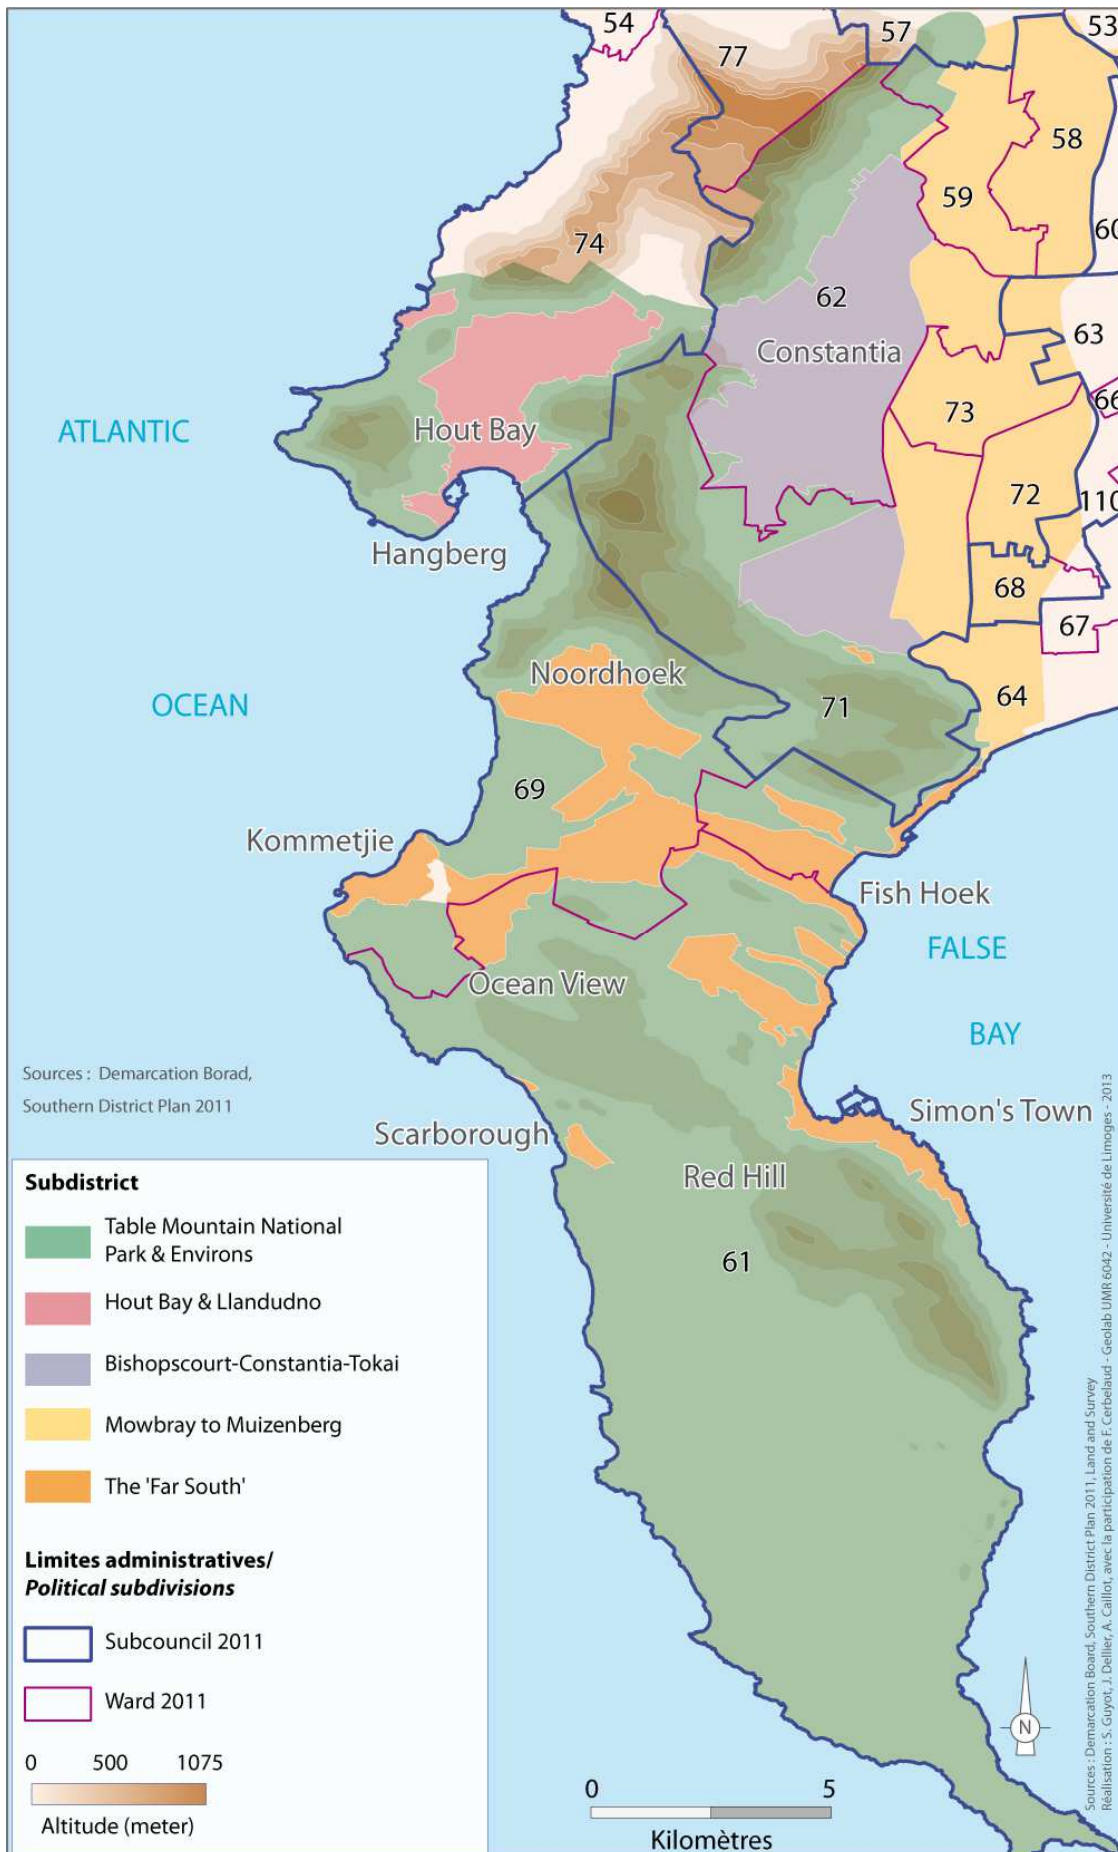 54
57
53
77
58
59
60
74
62
63
Constantia
66
73
ATLANTIC
Hout Bay
72
110
Hangberg
68
67
Noordhoek
64
OCEAN
71
69
Kommetjie
Fish Hoek
FALSE
Ocean View
BAY
Sources : Demarcation Borad,
Southern District Plan 2011
Simon's Town
Scarborough
Red Hill
61
Subdistrict
Table Mountain National
Park & Environs
Hout Bay & Llandudno
Bishopscourt-Constantia-Tokai
Mowbray to Muizenberg
The 'Far South'
Limites administratives/
Political subdivisions
Subcouncil 2011
Ward 2011
0 500 1075
Altitude (meter)
0 5
Kilomètres
N
Sources : Demarcation Board, Southern District Plan 2011, Land and Survey
Réalisation : S. Guyot, J. Dellier, A. Caillot, avec la participation de F. Cerbelaud - Geolab UMR 6042 - Université de Limoges - 2013